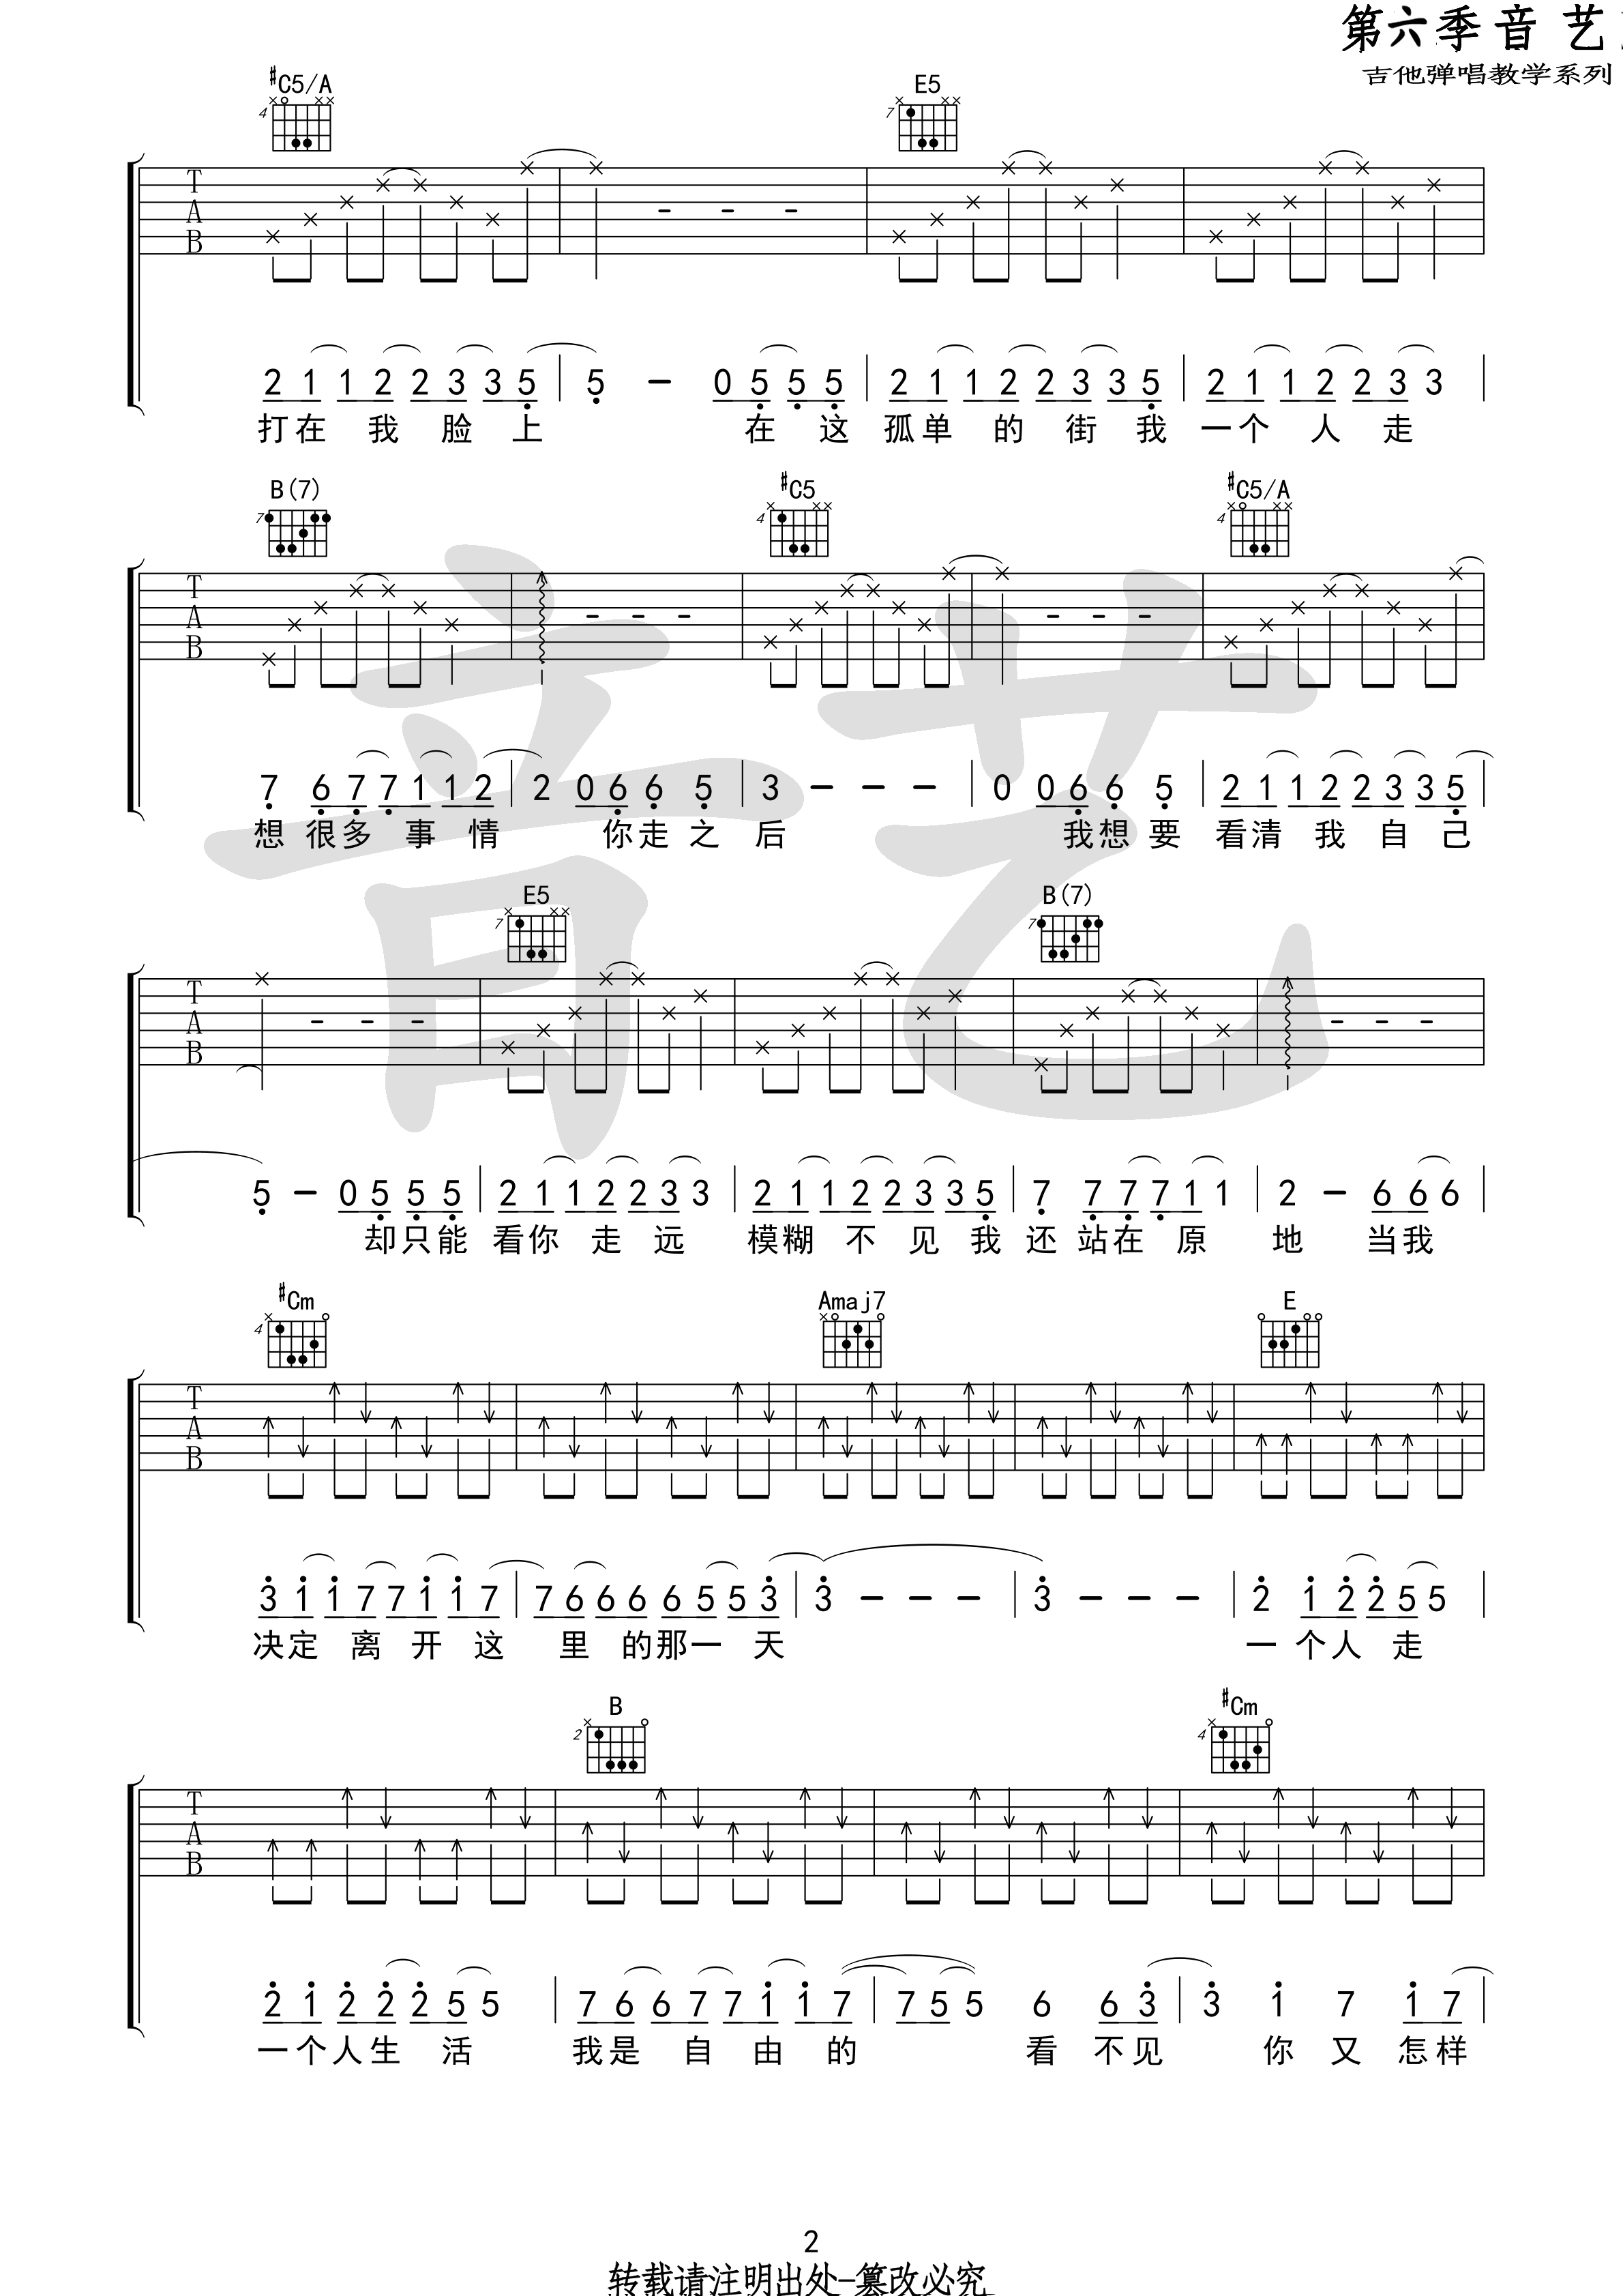 第六季音 艺
吉他弹唱教学系列
#C5/A E5
4 7
T A B
2 1 1 2 2 3 3 5 | 5 – 0 5 5 5 | 2 1 1 2 2 3 3 5 | 2 1 1 2 2 3 3 |
打在 我 脸 上 在 这 孤单 的 街 我 一个 人 走
B(7) #C5 #C5/A
7 4 4
T A B
7 6 7 7 1 1 2 | 2 0 6 6 5 | 3 – – – | 0 0 6 6 5 | 2 1 1 2 2 3 3 5 |
想 很多 事 情 你走 之 后 我想 要 看清 我 自 己
音艺
E5 B(7)
7 7
T A B
5 – 0 5 5 5 | 2 1 1 2 2 3 3 | 2 1 1 2 2 3 3 5 | 7 7 7 7 1 1 | 2 – 6 6 6 |
却只能 看你 走 远 模糊 不 见 我 还 站在 原 地 当我
#Cm Amaj7 E
4
T A B
3 1 1 7 7 1 1 7 | 7 6 6 6 6 5 5 3 | 3 – – – | 3 – – – | 2 1 2 2 5 5 |
决定 离 开 这 里 的那一 天 一 个人 走
B #Cm
2 4
T A B
2 1 2 2 2 5 5 | 7 6 6 7 7 1 1 7 | 7 5 5 6 6 3 | 3 1 7 1 7 |
一个人生 活 我是 自 由 的 看 不见 你 又 怎样
2
转载请注明出处-篡改必究